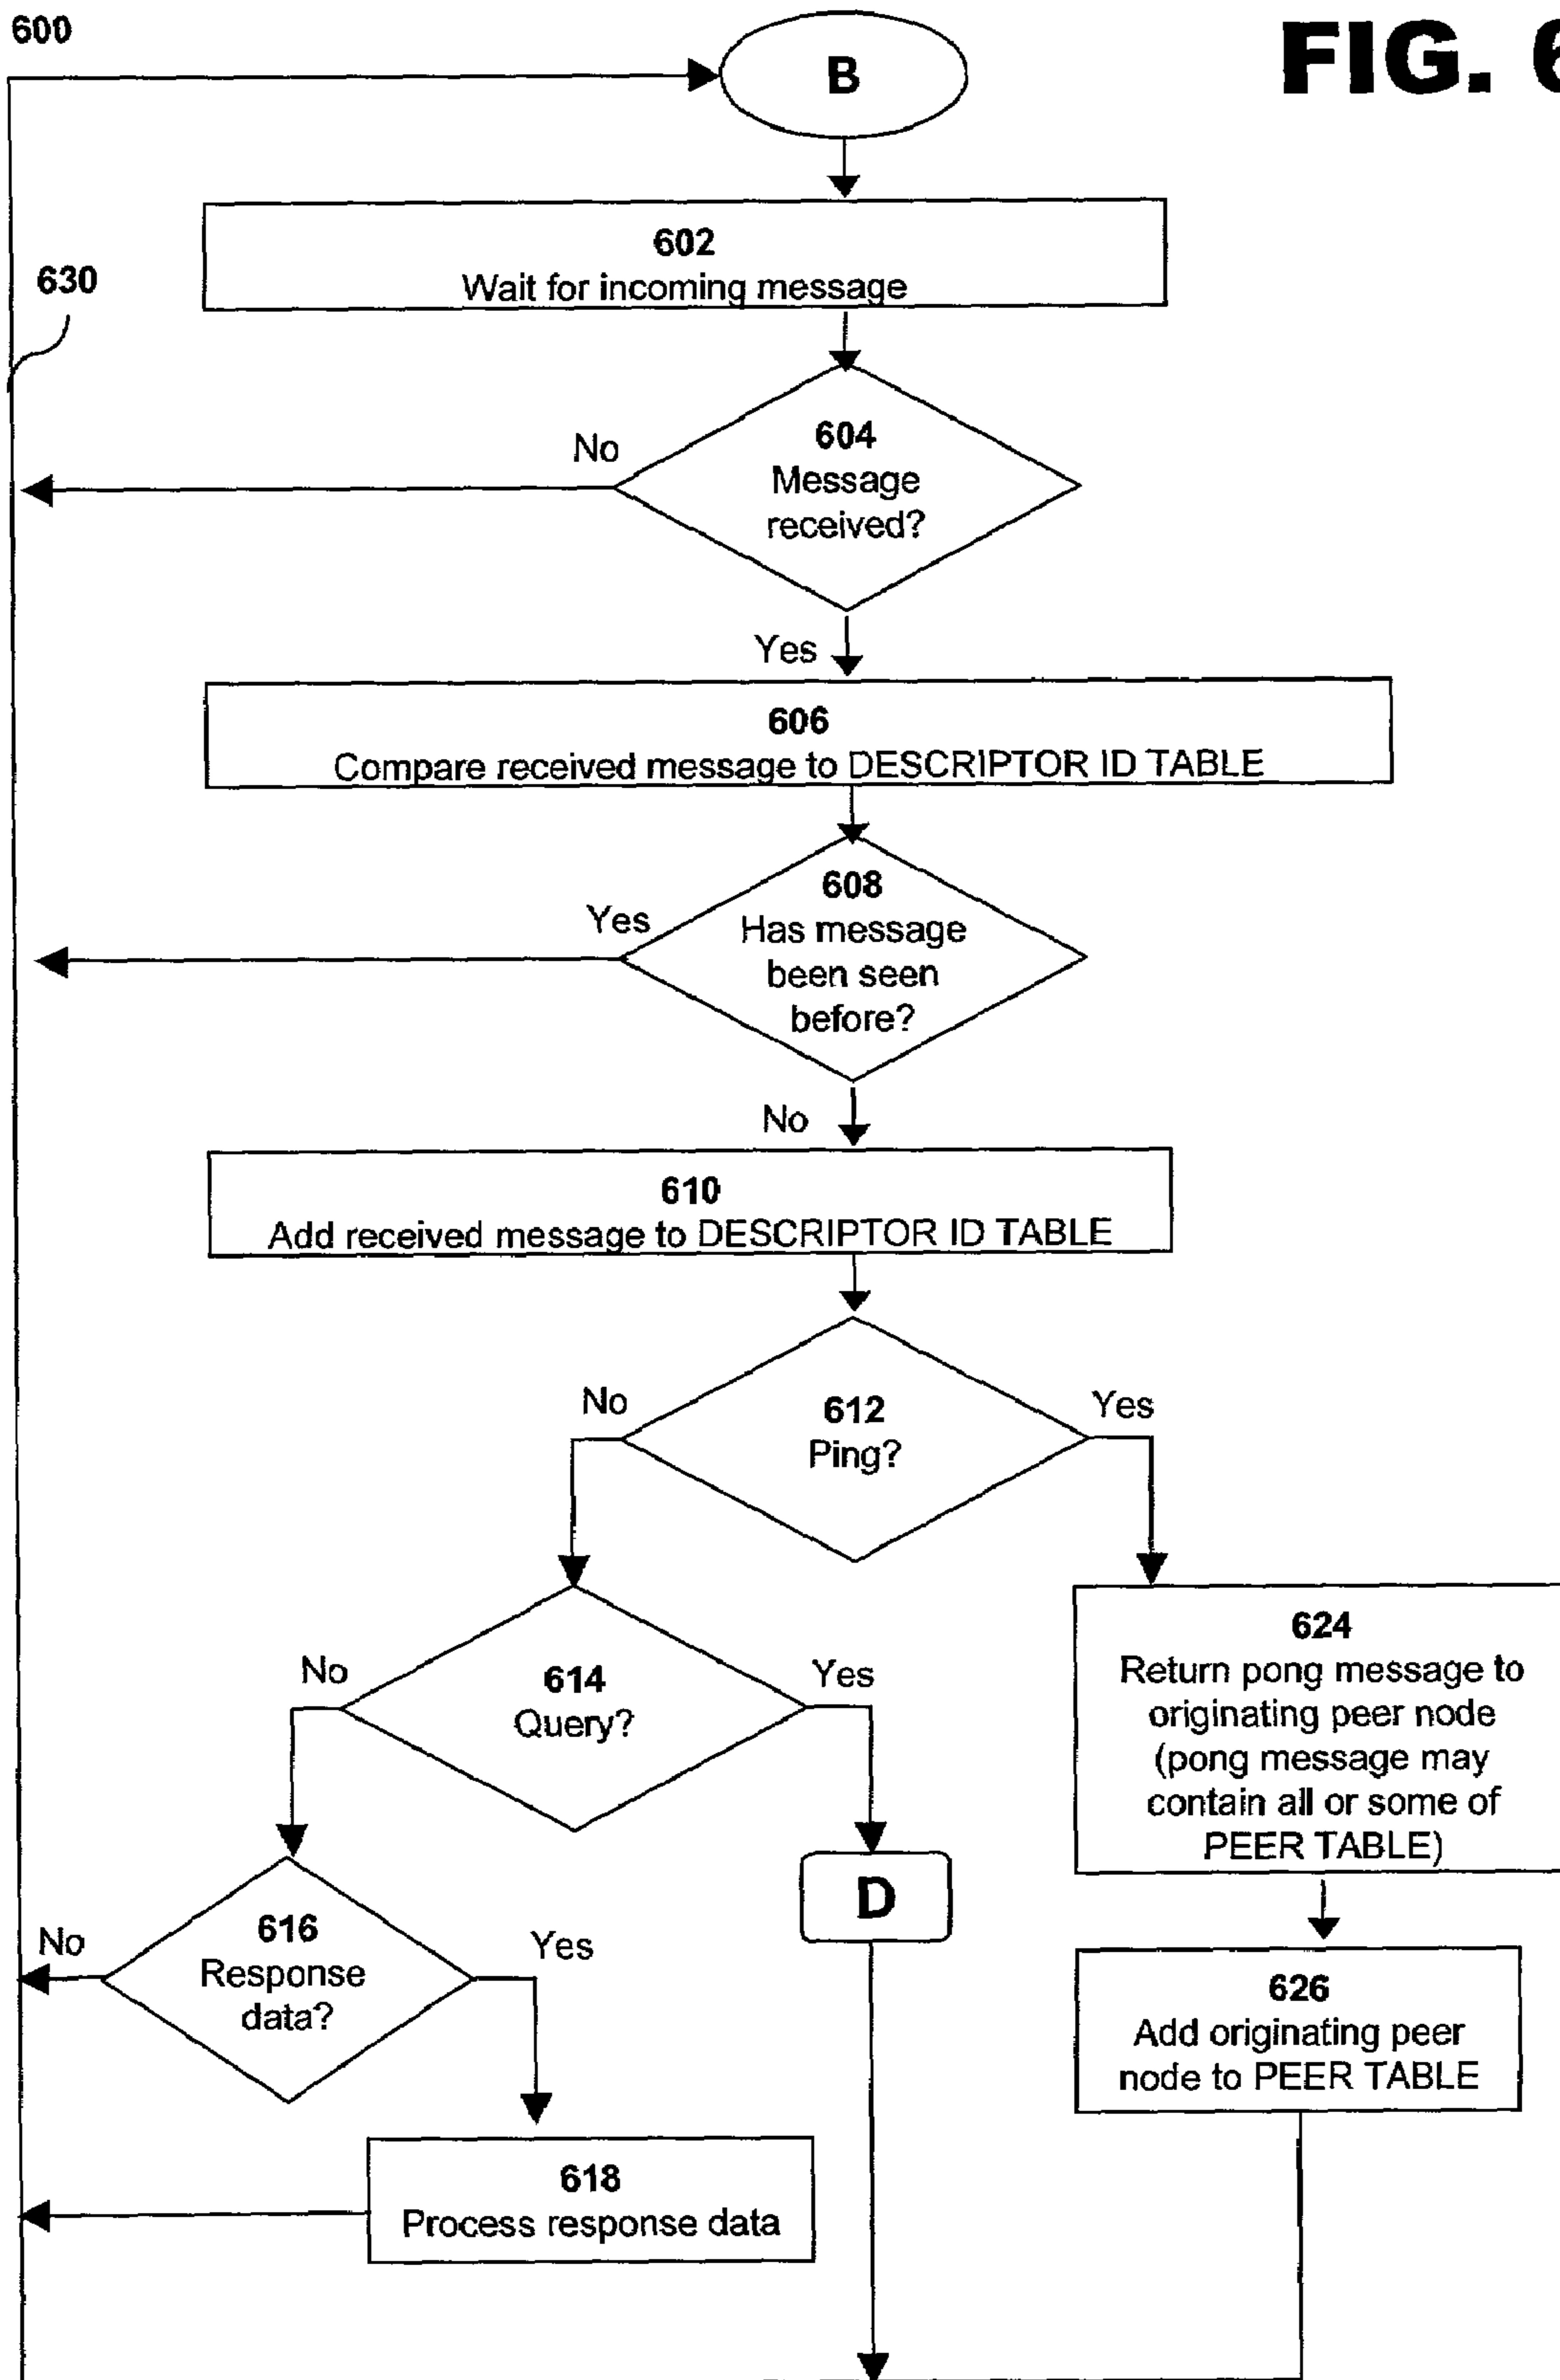 600
B
FIG. 6
602
Wait for incoming message
630
No
604
Message
received?
Yes
606
Compare received message to DESCRIPTOR ID TABLE
Yes
608
Has message
been seen
before?
No
610
Add received message to DESCRIPTOR ID TABLE
No
612
Ping?
Yes
No
614
Query?
Yes
624
Return pong message to
originating peer node
(pong message may
contain all or some of
PEER TABLE)
D
No
616
Response
data?
Yes
626
Add originating peer
node to PEER TABLE
618
Process response data